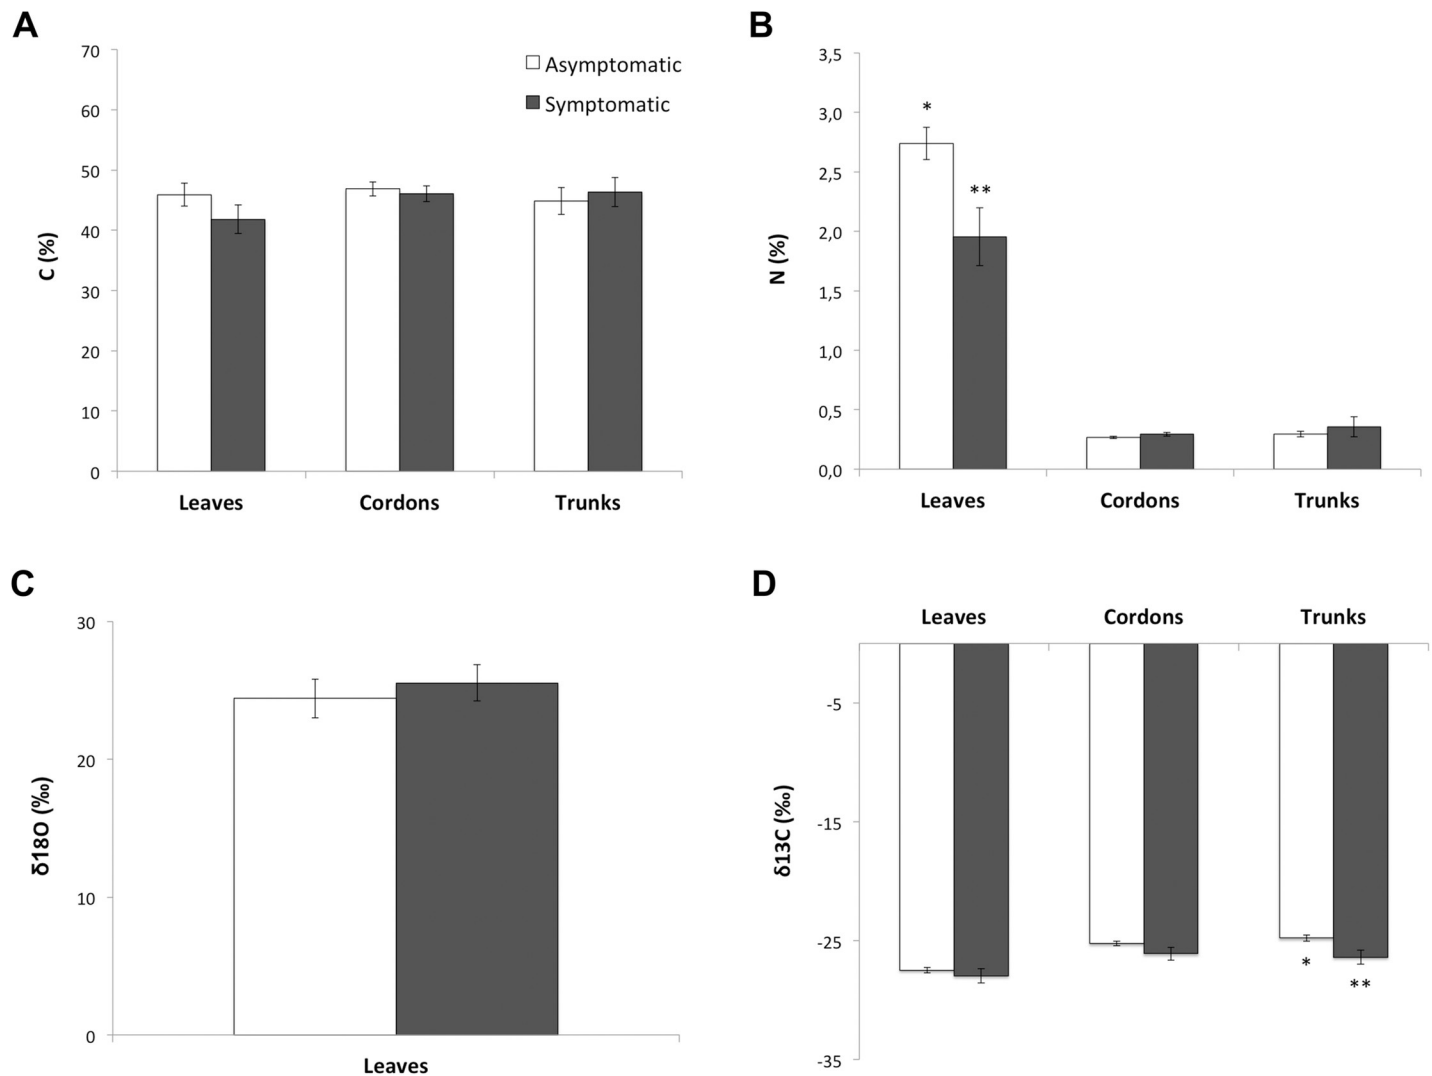 A
70
60
50
40
30
20
10
0
C (%)
Asymptomatic
Symptomatic
Leaves Cordons Trunks
B
3,5
3,0
2,5
2,0
1,5
1,0
0,5
0,0
N (%)
*
**
Leaves Cordons Trunks
C
30
20
10
0
δ18O (‰)
Leaves
D
Leaves Cordons Trunks
-5
-15
-25
-35
δ13C (‰)
*
**